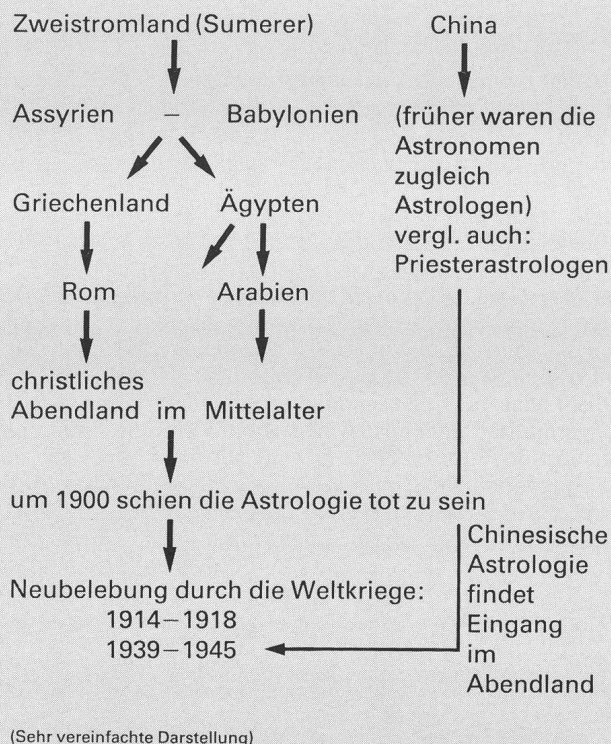 Zweistromland (Sumerer)
China
Assyrien – Babylonien
(früher waren die
Astronomen
zugleich
Astrologen)
vergl. auch:
Priesterastrologen
Griechenland Ägypten
Rom Arabien
christliches
Abendland im Mittelalter
um 1900 schien die Astrologie tot zu sein
Neubelebung durch die Weltkriege:
1914–1918
1939–1945
Chinesische
Astrologie
findet
Eingang
im
Abendland
(Sehr vereinfachte Darstellung)